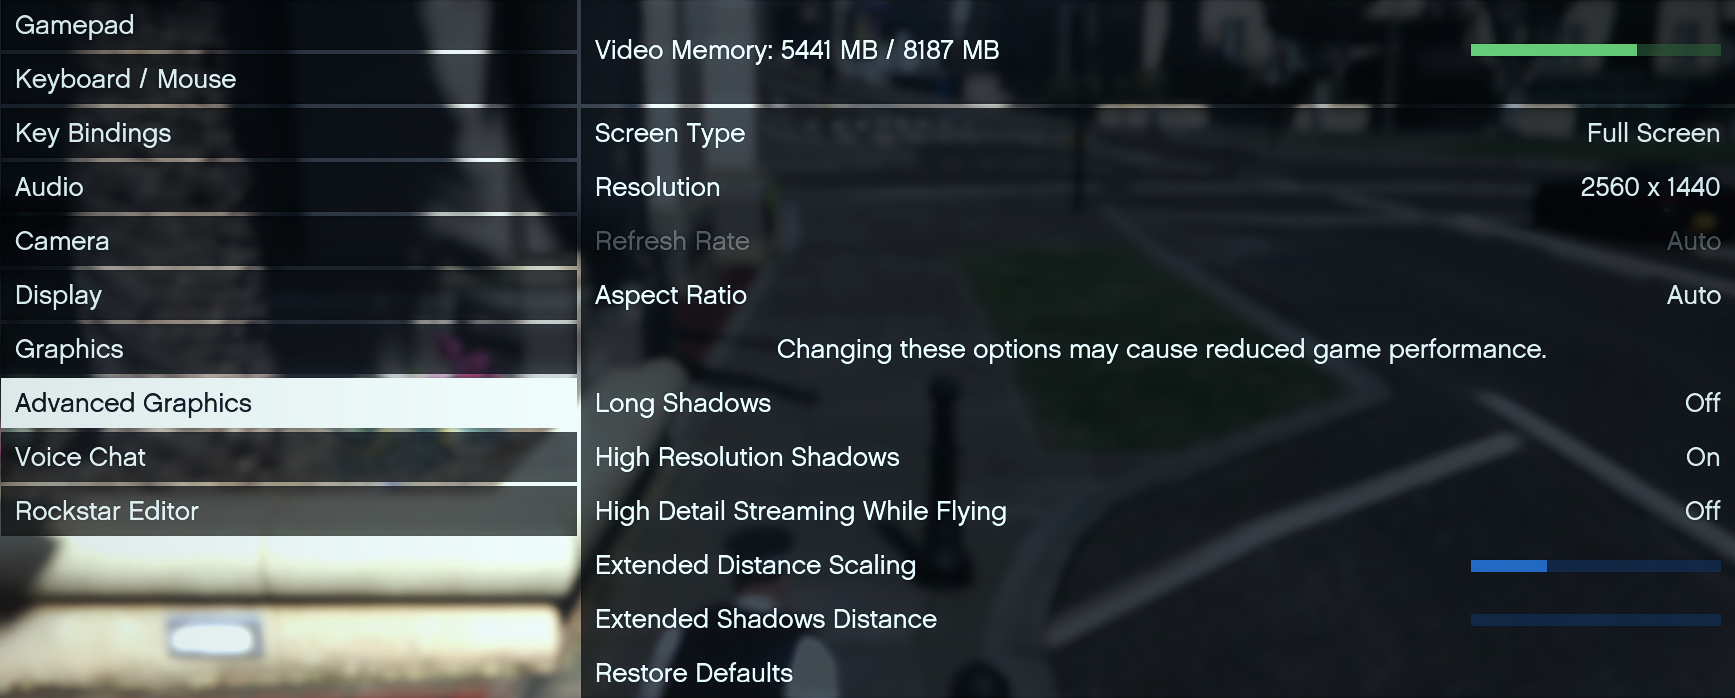 Gamepad
Keyboard / Mouse
Key Bindings
Audio
Camera
Display
Graphics
Advanced Graphics
Voice Chat
Rockstar Editor
Video Memory: 5441 MB / 8187 MB
Screen Type Full Screen
Resolution 2560 x 1440
Refresh Rate Auto
Aspect Ratio Auto
Changing these options may cause reduced game performance.
Long Shadows Off
High Resolution Shadows On
High Detail Streaming While Flying Off
Extended Distance Scaling
Extended Shadows Distance
Restore Defaults